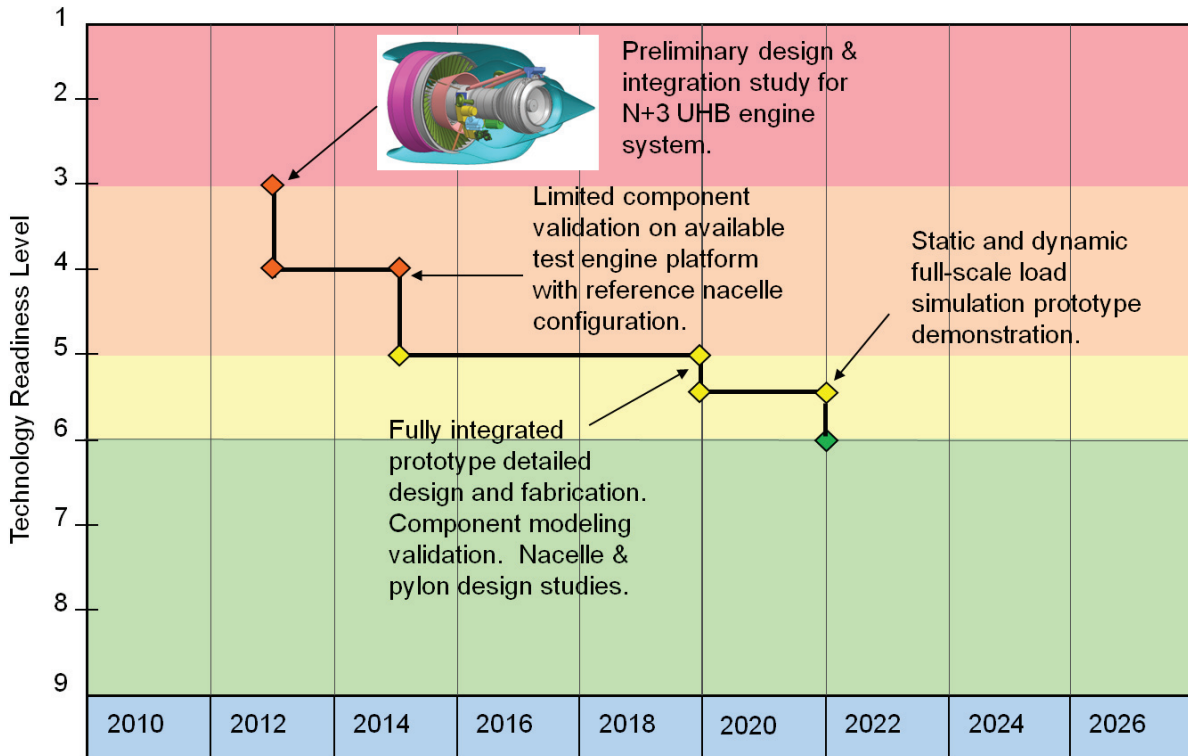 1
2
3
4
5
6
7
8
9
Technology Readiness Level
Preliminary design &
integration study for
N+3 UHB engine
system.
Limited component
validation on available
test engine platform
with reference nacelle
configuration.
Static and dynamic
full-scale load
simulation prototype
demonstration.
Fully integrated
prototype detailed
design and fabrication.
Component modeling
validation.  Nacelle &
pylon design studies.
2010 2012 2014 2016 2018 2020 2022 2024 2026